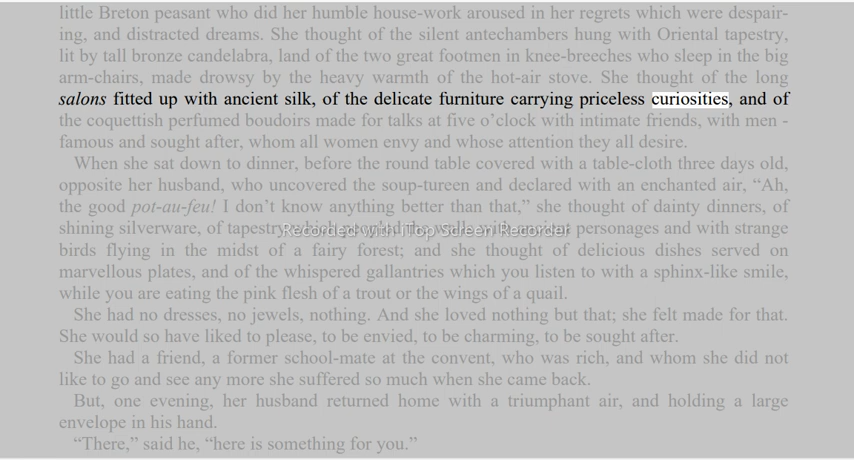 little Breton peasant who did her humble house-work aroused in her regrets which were despair-
ing, and distracted dreams. She thought of the silent antechambers hung with Oriental tapestry,
lit by tall bronze candelabra, land of the two great footmen in knee-breeches who sleep in the big
arm-chairs, made drowsy by the heavy warmth of the hot-air stove. She thought of the long
salons fitted up with ancient silk, of the delicate furniture carrying priceless curiosities, and of
the coquettish perfumed boudoirs made for talks at five o’clock with intimate friends, with men -
famous and sought after, whom all women envy and whose attention they all desire.
When she sat down to dinner, before the round table covered with a table-cloth three days old,
opposite her husband, who uncovered the soup-tureen and declared with an enchanted air, “Ah,
the good pot-au-feu! I don’t know anything better than that,” she thought of dainty dinners, of
shining silverware, of tapestry personages and with strange
Recorded with iTop Screen Recorder
birds flying in the midst of a fairy forest; and she thought of delicious dishes served on
marvellous plates, and of the whispered gallantries which you listen to with a sphinx-like smile,
while you are eating the pink flesh of a trout or the wings of a quail.
She had no dresses, no jewels, nothing. And she loved nothing but that; she felt made for that.
She would so have liked to please, to be envied, to be charming, to be sought after.
She had a friend, a former school-mate at the convent, who was rich, and whom she did not
like to go and see any more she suffered so much when she came back.
But, one evening, her husband returned home with a triumphant air, and holding a large
envelope in his hand.
“There,” said he, “here is something for you.”